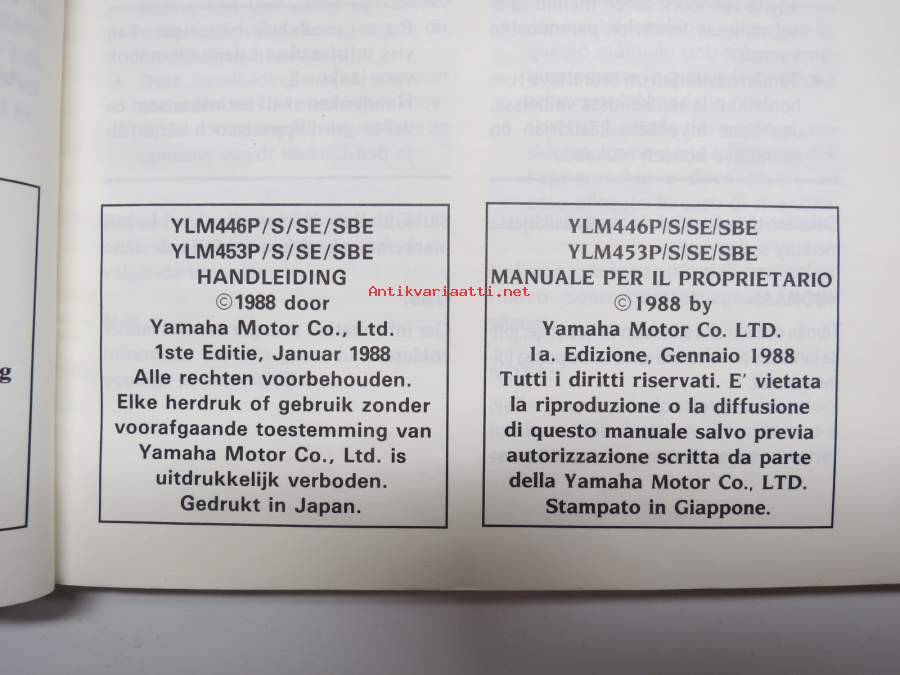 YLM446P/S/SE/SBE
YLM453P/S/SE/SBE
HANDLEIDING
©1988 door
Yamaha Motor Co., Ltd.
1ste Editie, Januar 1988
Alle rechten voorbehouden.
Elke herdruk of gebruik zonder
voorafgaande toestemming van
Yamaha Motor Co., Ltd. is
uitdrukkelijk verboden.
Gedrukt in Japan.
YLM446P/S/SE/SBE
YLM453P/S/SE/SBE
MANUALE PER IL PROPRIETARIO
©1988 by
Yamaha Motor Co. LTD.
1a. Edizione, Gennaio 1988
Tutti i diritti riservati. E' vietata
la riproduzione o la diffusione
di questo manuale salvo previa
autorizzazione scritta da parte
della Yamaha Motor Co., LTD.
Stampato in Giappone.
Antikvariaatti.net
g